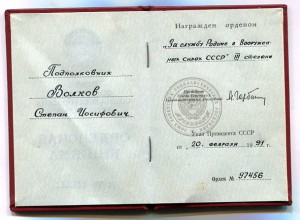 Подполковник
Волков
Степан Иосифович
Награжден орденом
„За службу Родине в Вооружен-
ных Силах СССР" III степени
Указ Президента СССР
от „ 20 „ февраля 1991 г.
Орден № 97456